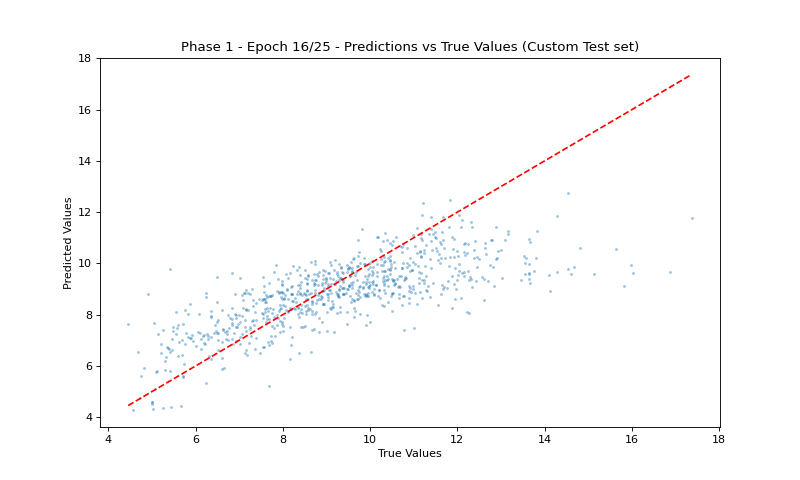 Phase 1 - Epoch 16/25 - Predictions vs True Values (Custom Test set)
18
16
14
12
10
8
6
4
Predicted Values
4 6 8 10 12 14 16 18
True Values